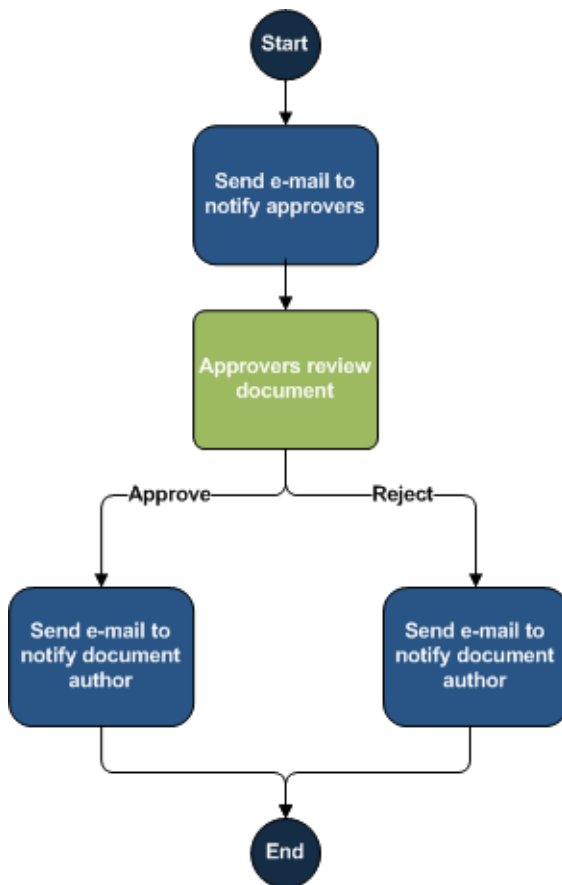 Start
Send e-mail to
notify approvers
Approvers review
document
Approve
Reject
Send e-mail to
notify document
author
Send e-mail to
notify document
author
End